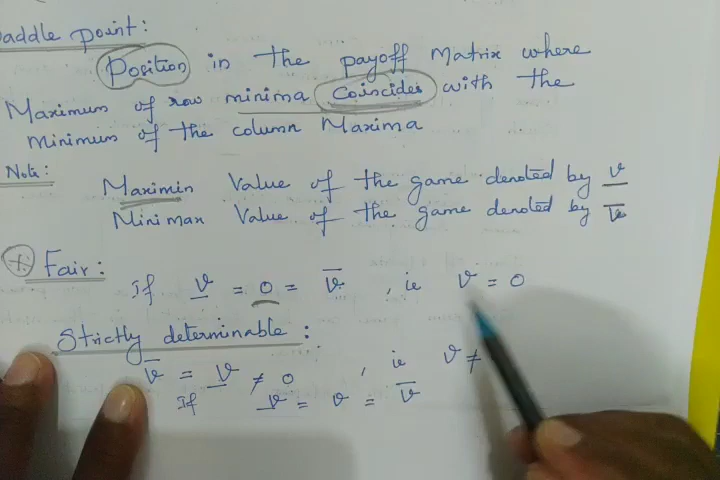 addle point:
Position in the payoff Matrix where
Maximum of row minima coincides with the
minimum of the column Maxima
Note:
Maximin Value of the game denoted by v̲
Minimax Value of the game denoted by v̅
* Fair:
If v̲ = 0 = v̅ , ie v = 0
Strictly determinable:
v̅ = v̲ ≠ 0 , ie v ≠
If v̲ = v = v̅